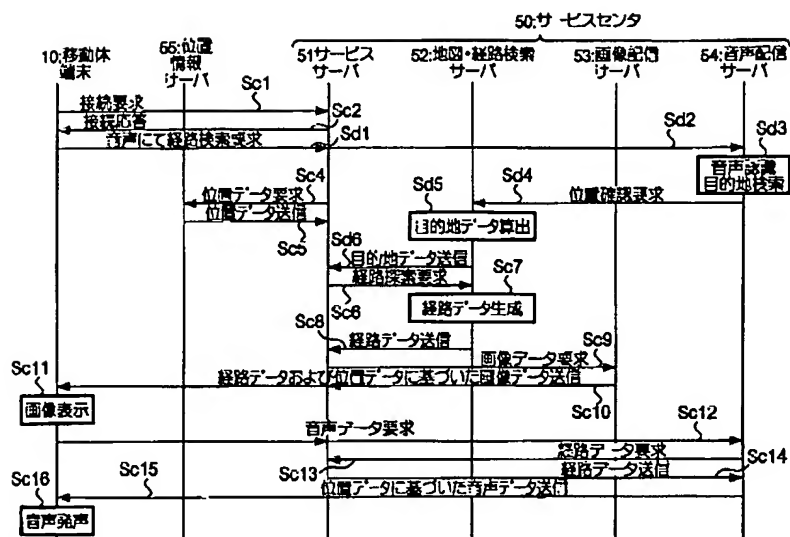 50:サービスセンタ
10:移動体
端末
55:位置
情報
サーバ
51サービス
サーバ
52:地図・経路検索
サーバ
53:画像配信
サーバ
54:音声配信
サーバ
Sc1
接続要求
Sc2
接続応答
Sd1
音声にて経路検索要求
Sd2
Sd3
音声認識
目的地検索
Sc4
位置データ要求
Sd4
位置確認要求
Sd5
目的地データ算出
位置データ送信
Sc5
Sd6
目的地データ送信
経路探索要求
Sc6
Sc7
経路データ生成
Sc8
経路データ送信
画像データ要求
Sc9
経路データおよび位置データに基づいた画像データ送信
Sc10
Sc11
画像表示
音声データ要求
Sc12
経路データ要求
Sc13
経路データ送信
Sc14
Sc15
位置データに基づいた音声データ送信
Sc16
音声発声